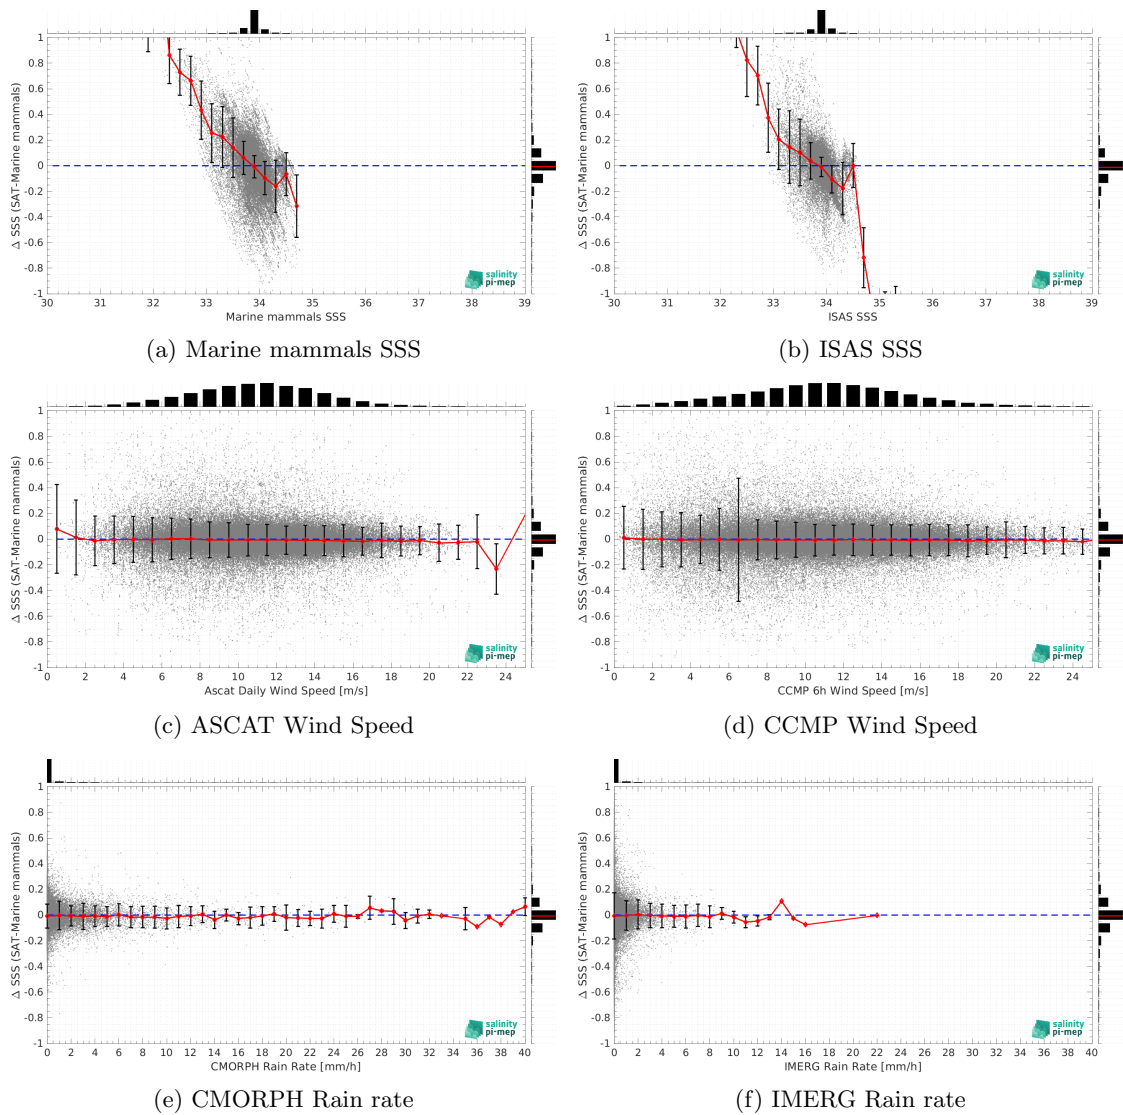 1
0.8
0.6
0.4
0.2
0
-0.2
-0.4
-0.6
-0.8
-1
Δ SSS (SAT-Marine mammals)
30 31 32 33 34 35 36 37 38 39
Marine mammals SSS
salinity
pi-mep
(a) Marine mammals SSS
1
0.8
0.6
0.4
0.2
0
-0.2
-0.4
-0.6
-0.8
-1
Δ SSS (SAT-Marine mammals)
30 31 32 33 34 35 36 37 38 39
ISAS SSS
salinity
pi-mep
(b) ISAS SSS
1
0.8
0.6
0.4
0.2
0
-0.2
-0.4
-0.6
-0.8
-1
Δ SSS (SAT-Marine mammals)
0 2 4 6 8 10 12 14 16 18 20 22 24
Ascat Daily Wind Speed [m/s]
salinity
pi-mep
(c) ASCAT Wind Speed
1
0.8
0.6
0.4
0.2
0
-0.2
-0.4
-0.6
-0.8
-1
Δ SSS (SAT-Marine mammals)
0 2 4 6 8 10 12 14 16 18 20 22 24
CCMP 6h Wind Speed [m/s]
salinity
pi-mep
(d) CCMP Wind Speed
1
0.8
0.6
0.4
0.2
0
-0.2
-0.4
-0.6
-0.8
-1
Δ SSS (SAT-Marine mammals)
0 2 4 6 8 10 12 14 16 18 20 22 24 26 28 30 32 34 36 38 40
CMORPH Rain Rate [mm/h]
salinity
pi-mep
(e) CMORPH Rain rate
1
0.8
0.6
0.4
0.2
0
-0.2
-0.4
-0.6
-0.8
-1
Δ SSS (SAT-Marine mammals)
0 2 4 6 8 10 12 14 16 18 20 22 24 26 28 30 32 34 36 38 40
IMERG Rain Rate [mm/h]
salinity
pi-mep
(f) IMERG Rain rate